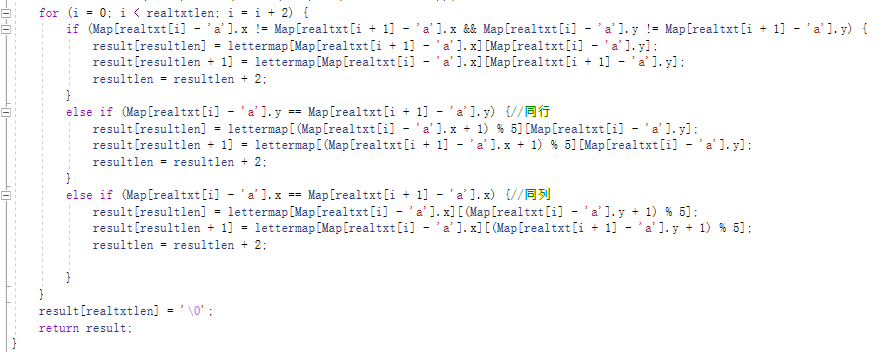 for (i = 0; i < realtxtlen; i = i + 2) {
if (Map[realtxt[i] - 'a'].x != Map[realtxt[i + 1] - 'a'].x && Map[realtxt[i] - 'a'].y != Map[realtxt[i + 1] - 'a'].y) {
result[resultlen] = lettermap[Map[realtxt[i + 1] - 'a'].x][Map[realtxt[i] - 'a'].y];
result[resultlen + 1] = lettermap[Map[realtxt[i] - 'a'].x][Map[realtxt[i + 1] - 'a'].y];
resultlen = resultlen + 2;
}
else if (Map[realtxt[i] - 'a'].y == Map[realtxt[i + 1] - 'a'].y) {//同行
result[resultlen] = lettermap[(Map[realtxt[i] - 'a'].x + 1) % 5][Map[realtxt[i] - 'a'].y];
result[resultlen + 1] = lettermap[(Map[realtxt[i + 1] - 'a'].x + 1) % 5][Map[realtxt[i] - 'a'].y];
resultlen = resultlen + 2;
}
else if (Map[realtxt[i] - 'a'].x == Map[realtxt[i + 1] - 'a'].x) {//同列
result[resultlen] = lettermap[Map[realtxt[i] - 'a'].x][(Map[realtxt[i] - 'a'].y + 1) % 5];
result[resultlen + 1] = lettermap[Map[realtxt[i] - 'a'].x][(Map[realtxt[i + 1] - 'a'].y + 1) % 5];
resultlen = resultlen + 2;
}
}
result[realtxtlen] = '\0';
return result;
}